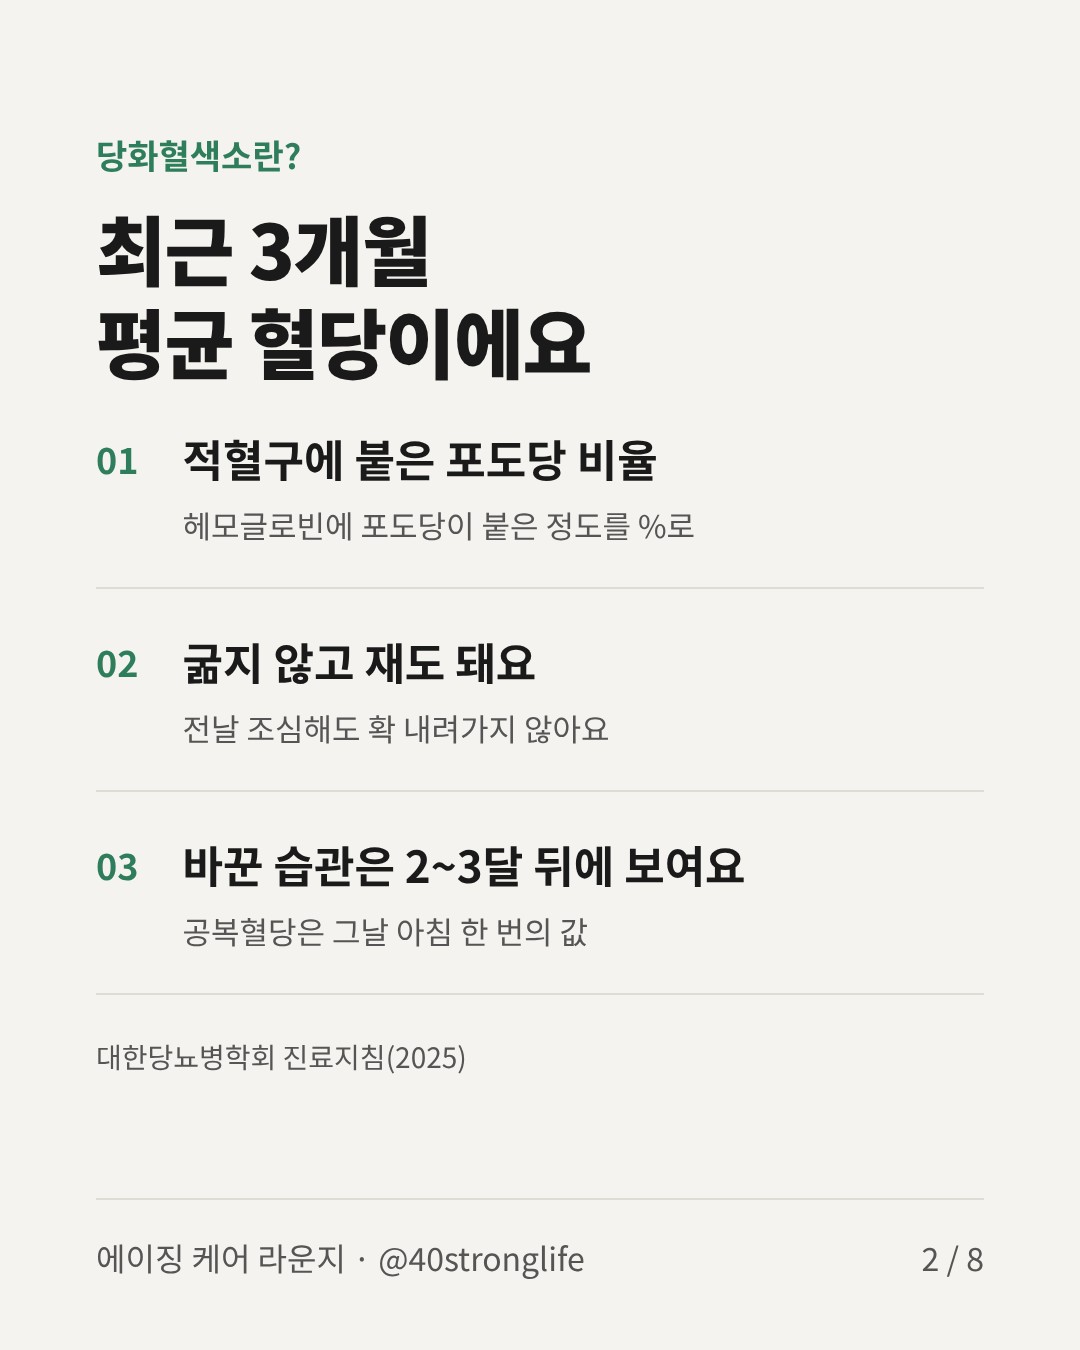 당화혈색소란?
최근 3개월
평균 혈당이에요
01 적혈구에 붙은 포도당 비율
헤모글로빈에 포도당이 붙은 정도를 %로
02 굶지 않고 재도 돼요
전날 조심해도 확 내려가지 않아요
03 바꾼 습관은 2~3달 뒤에 보여요
공복혈당은 그날 아침 한 번의 값
대한당뇨병학회 진료지침(2025)
에이징 케어 라운지 · @40stronglife 2 / 8